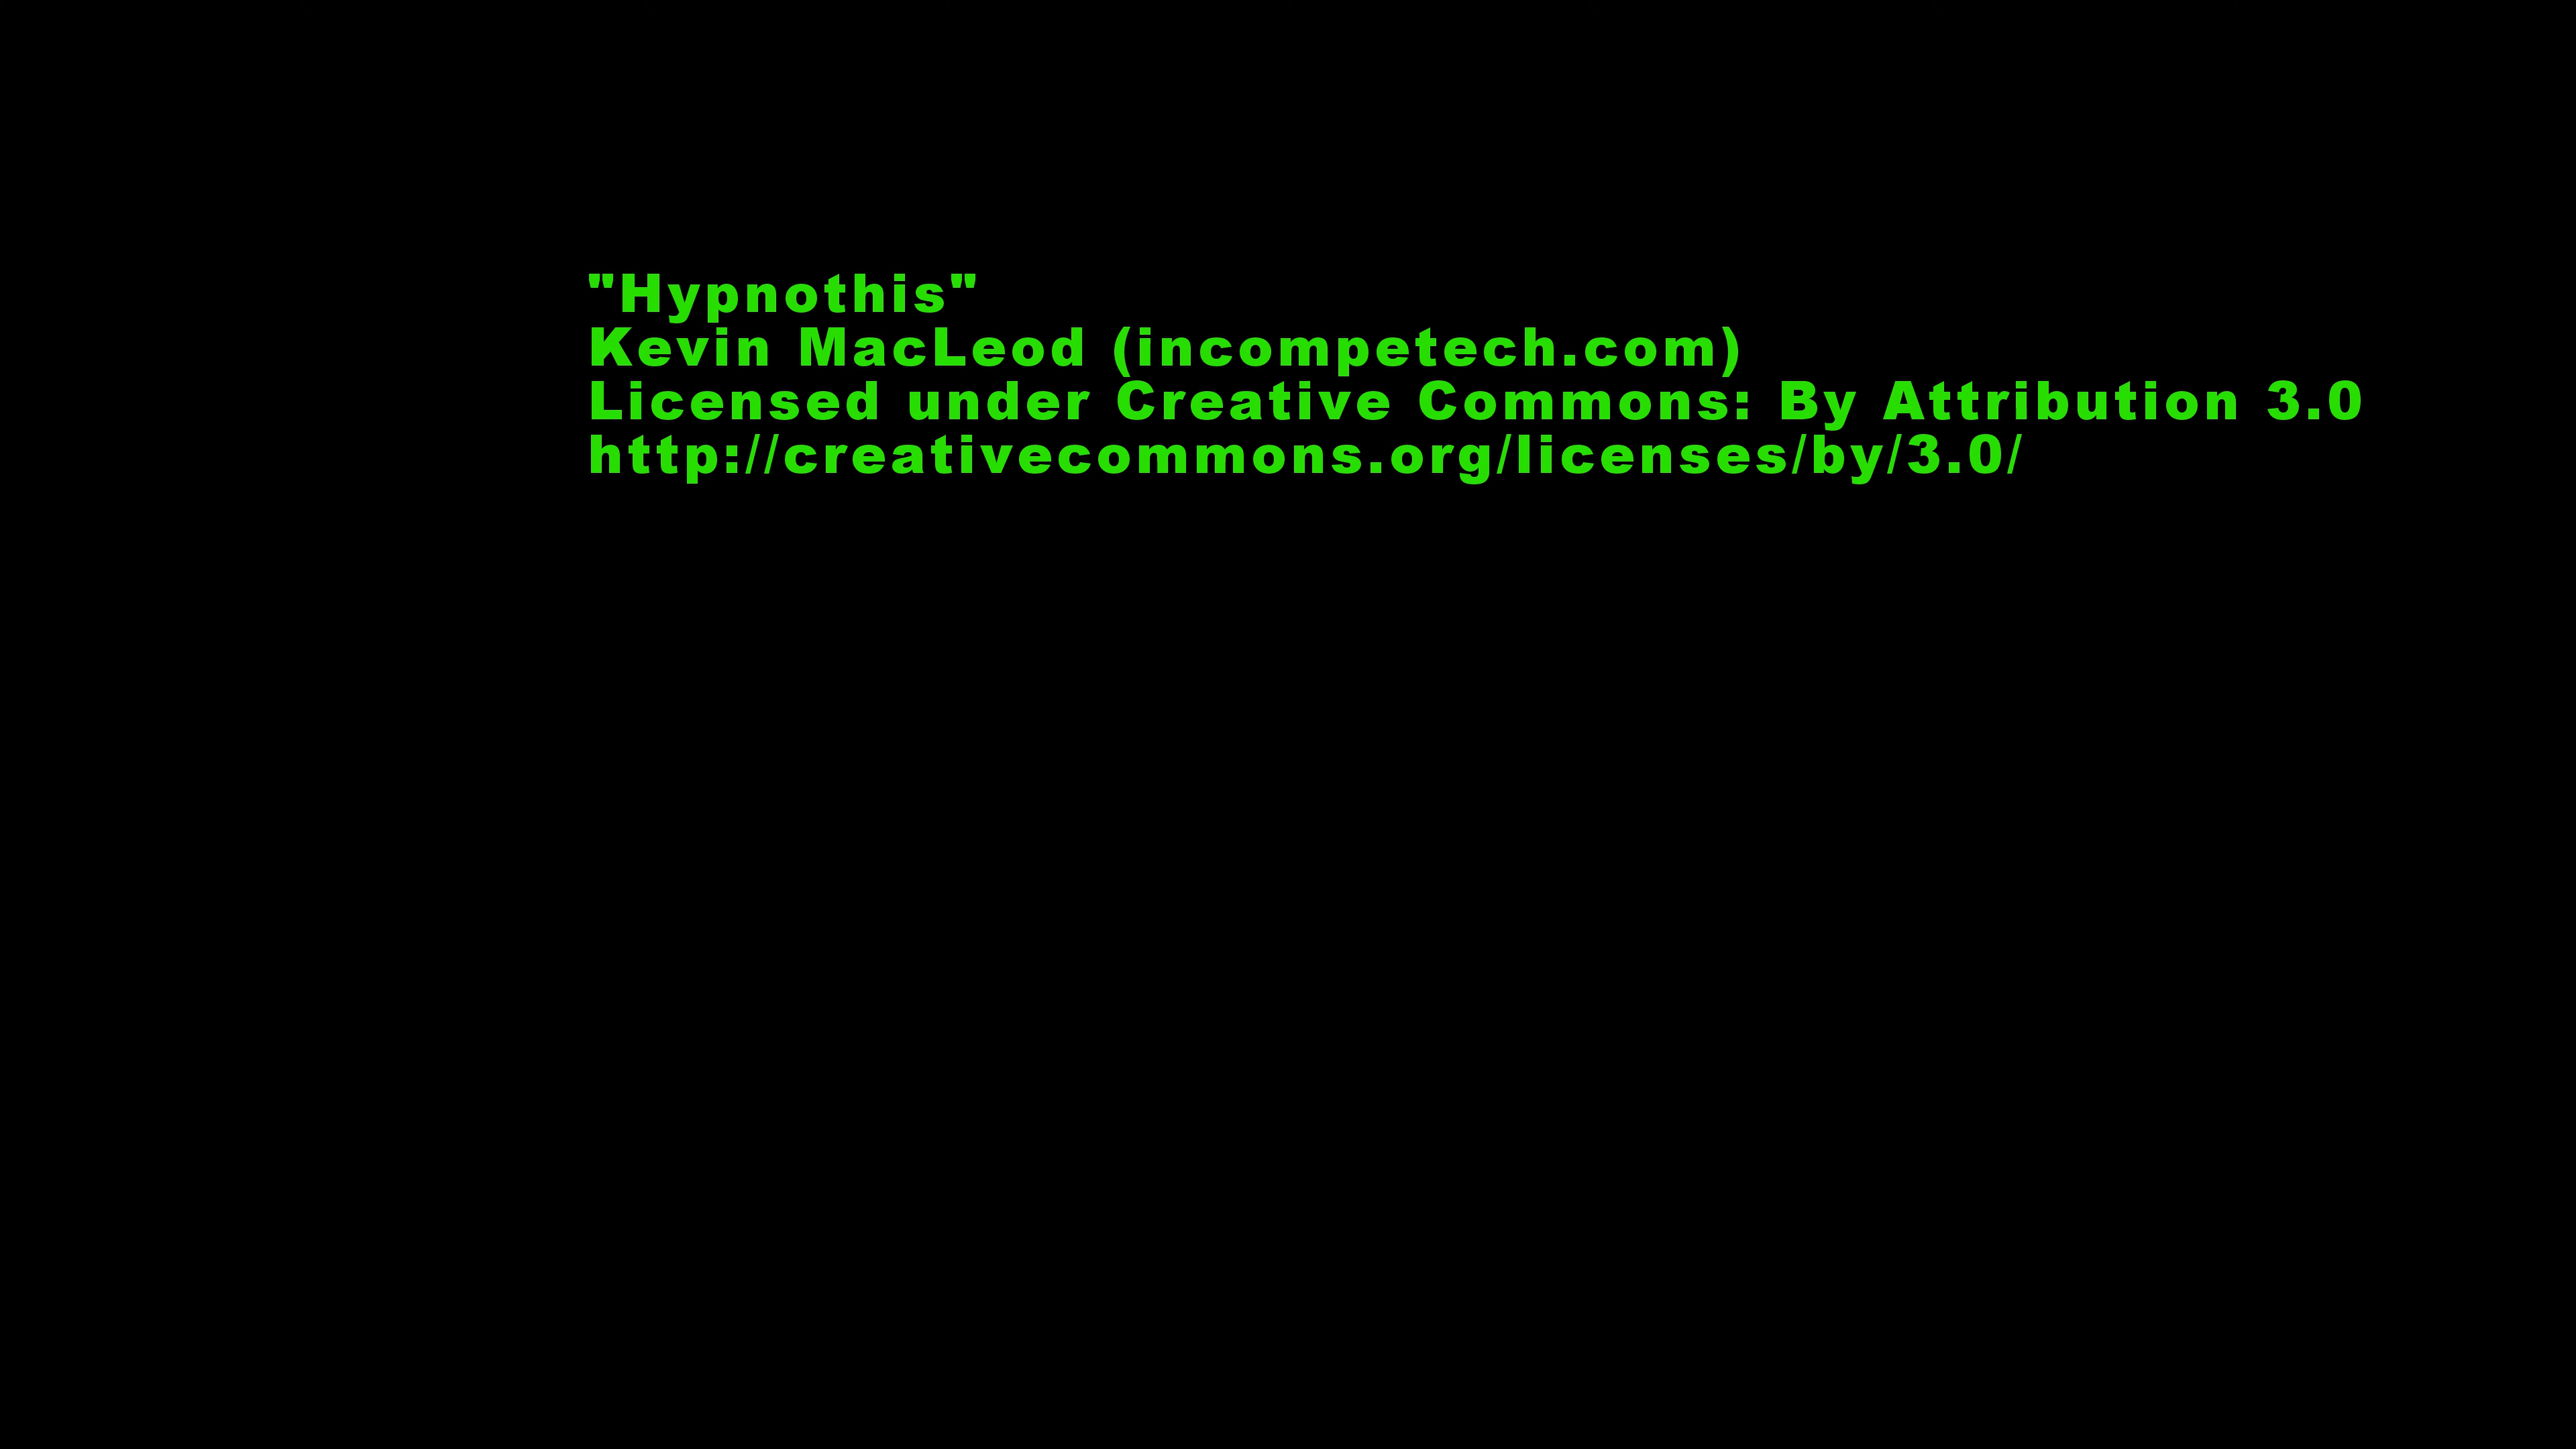 "Hypnothis"
Kevin MacLeod (incompetech.com)
Licensed under Creative Commons: By Attribution 3.0
http://creativecommons.org/licenses/by/3.0/